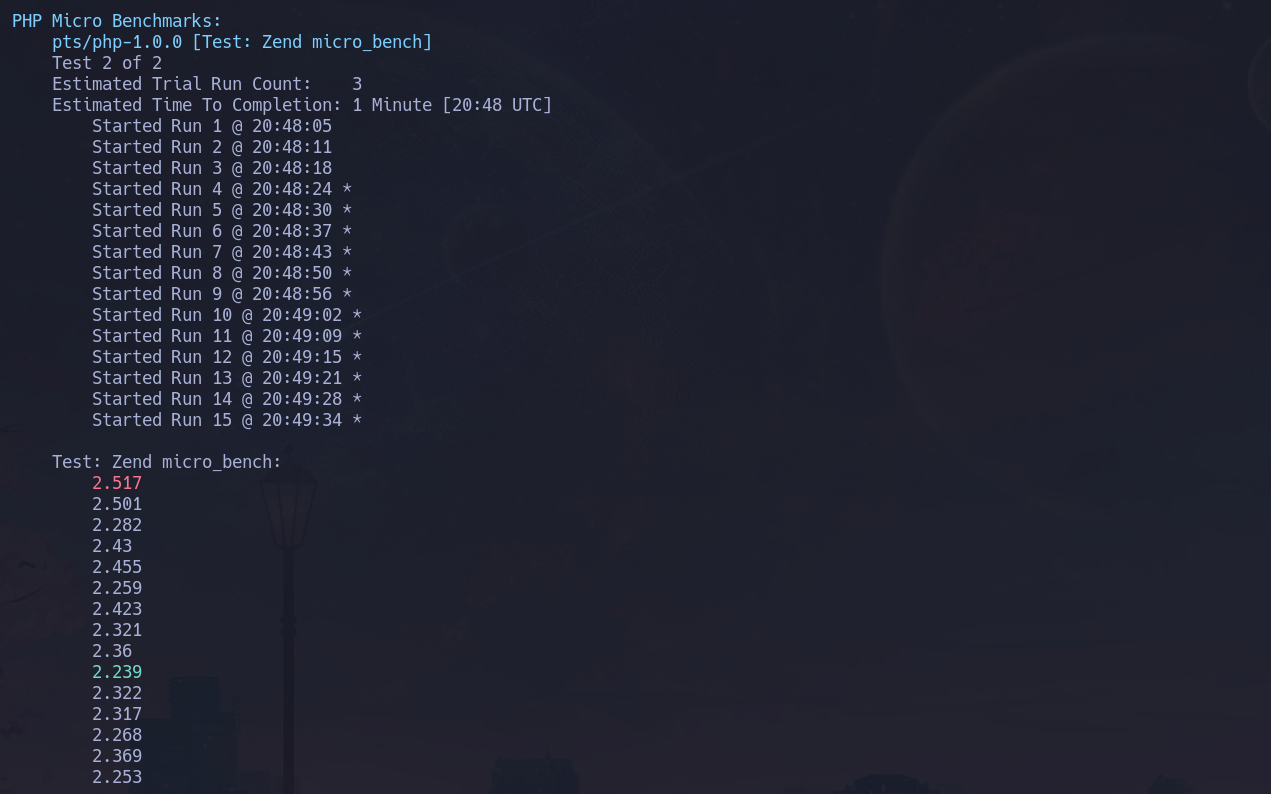 PHP Micro Benchmarks:
pts/php-1.0.0 [Test: Zend micro_bench]
Test 2 of 2
Estimated Trial Run Count: 3
Estimated Time To Completion: 1 Minute [20:48 UTC]
Started Run 1 @ 20:48:05
Started Run 2 @ 20:48:11
Started Run 3 @ 20:48:18
Started Run 4 @ 20:48:24 *
Started Run 5 @ 20:48:30 *
Started Run 6 @ 20:48:37 *
Started Run 7 @ 20:48:43 *
Started Run 8 @ 20:48:50 *
Started Run 9 @ 20:48:56 *
Started Run 10 @ 20:49:02 *
Started Run 11 @ 20:49:09 *
Started Run 12 @ 20:49:15 *
Started Run 13 @ 20:49:21 *
Started Run 14 @ 20:49:28 *
Started Run 15 @ 20:49:34 *
Test: Zend micro_bench:
2.517
2.501
2.282
2.43
2.455
2.259
2.423
2.321
2.36
2.239
2.322
2.317
2.268
2.369
2.253